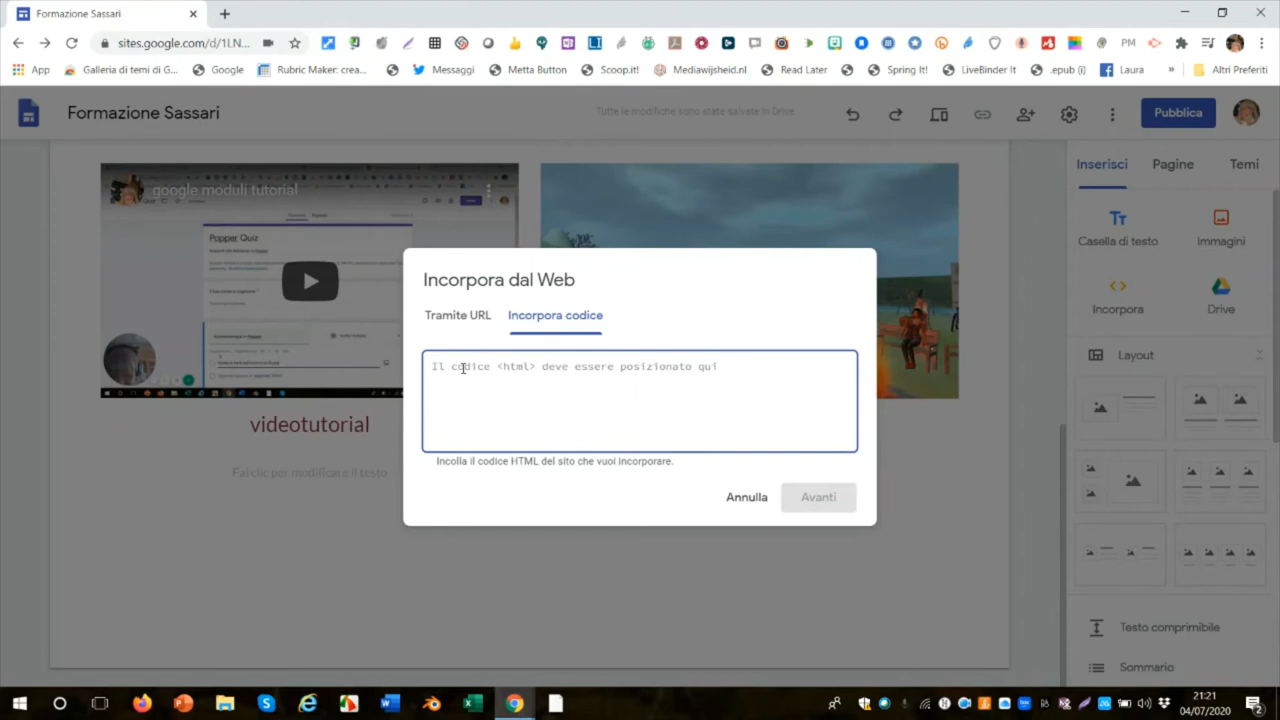 Formazione Sassari
sites.google.com/d/1LN...
PM
App
Galleria di temi di G...
Google
Rubric Maker: crea...
Messaggi
Metta Button
Scoop.it!
Mediawijsheid.nl
Read Later
Spring It!
LiveBinder It
.epub (i)
Laura
»
Altri Preferiti
Formazione Sassari
Tutte le modifiche sono state salvate in Drive.
Pubblica
Inserisci
Pagine
Temi
google moduli tutorial
Popper Quiz
Casella di testo
Immagini
Incorpora
Drive
Layout
Incorpora dal Web
Tramite URL
Incorpora codice
Il codice <html> deve essere posizionato qui
Incolla il codice HTML del sito che vuoi incorporare.
Annulla
Avanti
videotutorial
Fai clic per modificare il testo
Testo comprimibile
Sommario
21:21
04/07/2020